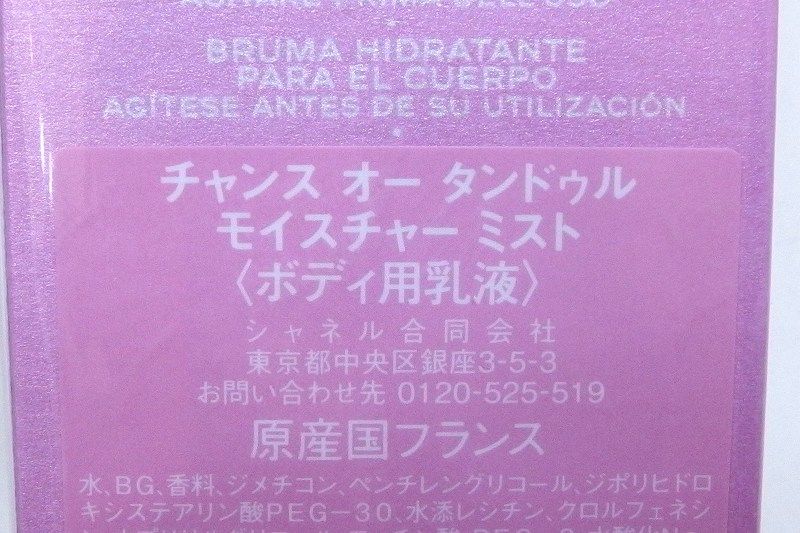 AGITARE PRIMA DELL'USO
BRUMA HIDRATANTE
PARA EL CUERPO
AGÍTESE ANTES DE SU UTILIZACIÓN
チャンス オー タンドゥル
モイスチャー ミスト
〈ボディ用乳液〉
シャネル合同会社
東京都中央区銀座3-5-3
お問い合わせ先 0120-525-519
原産国フランス
水、BG、香料、ジメチコン、ペンチレングリコール、ジポリヒドロ
キシステアリン酸PEG－30、水添レシチン、クロルフェネシ